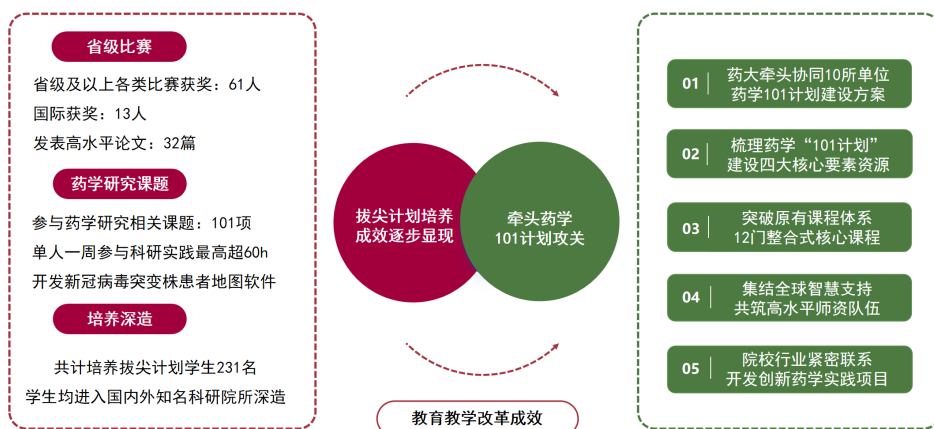 省级比赛
省级及以上各类比赛获奖：61人
国际获奖：13人
发表高水平论文：32篇
药学研究课题
参与药学研究相关课题：101项
单人一周参与科研实践最高超60h
开发新冠病毒突变株患者地图软件
培养深造
共计培养拔尖计划学生231名
学生均进入国内外知名科研院所深造
拔尖计划培养
成效逐步显现
牵头药学
101计划攻关
教育教学改革成效
01
药大牵头协同10所单位
药学101计划建设方案
02
梳理药学“101计划”
建设四大核心要素资源
03
突破原有课程体系
12门整合式核心课程
04
集结全球智慧支持
共筑高水平师资队伍
05
院校行业紧密联系
开发创新药学实践项目